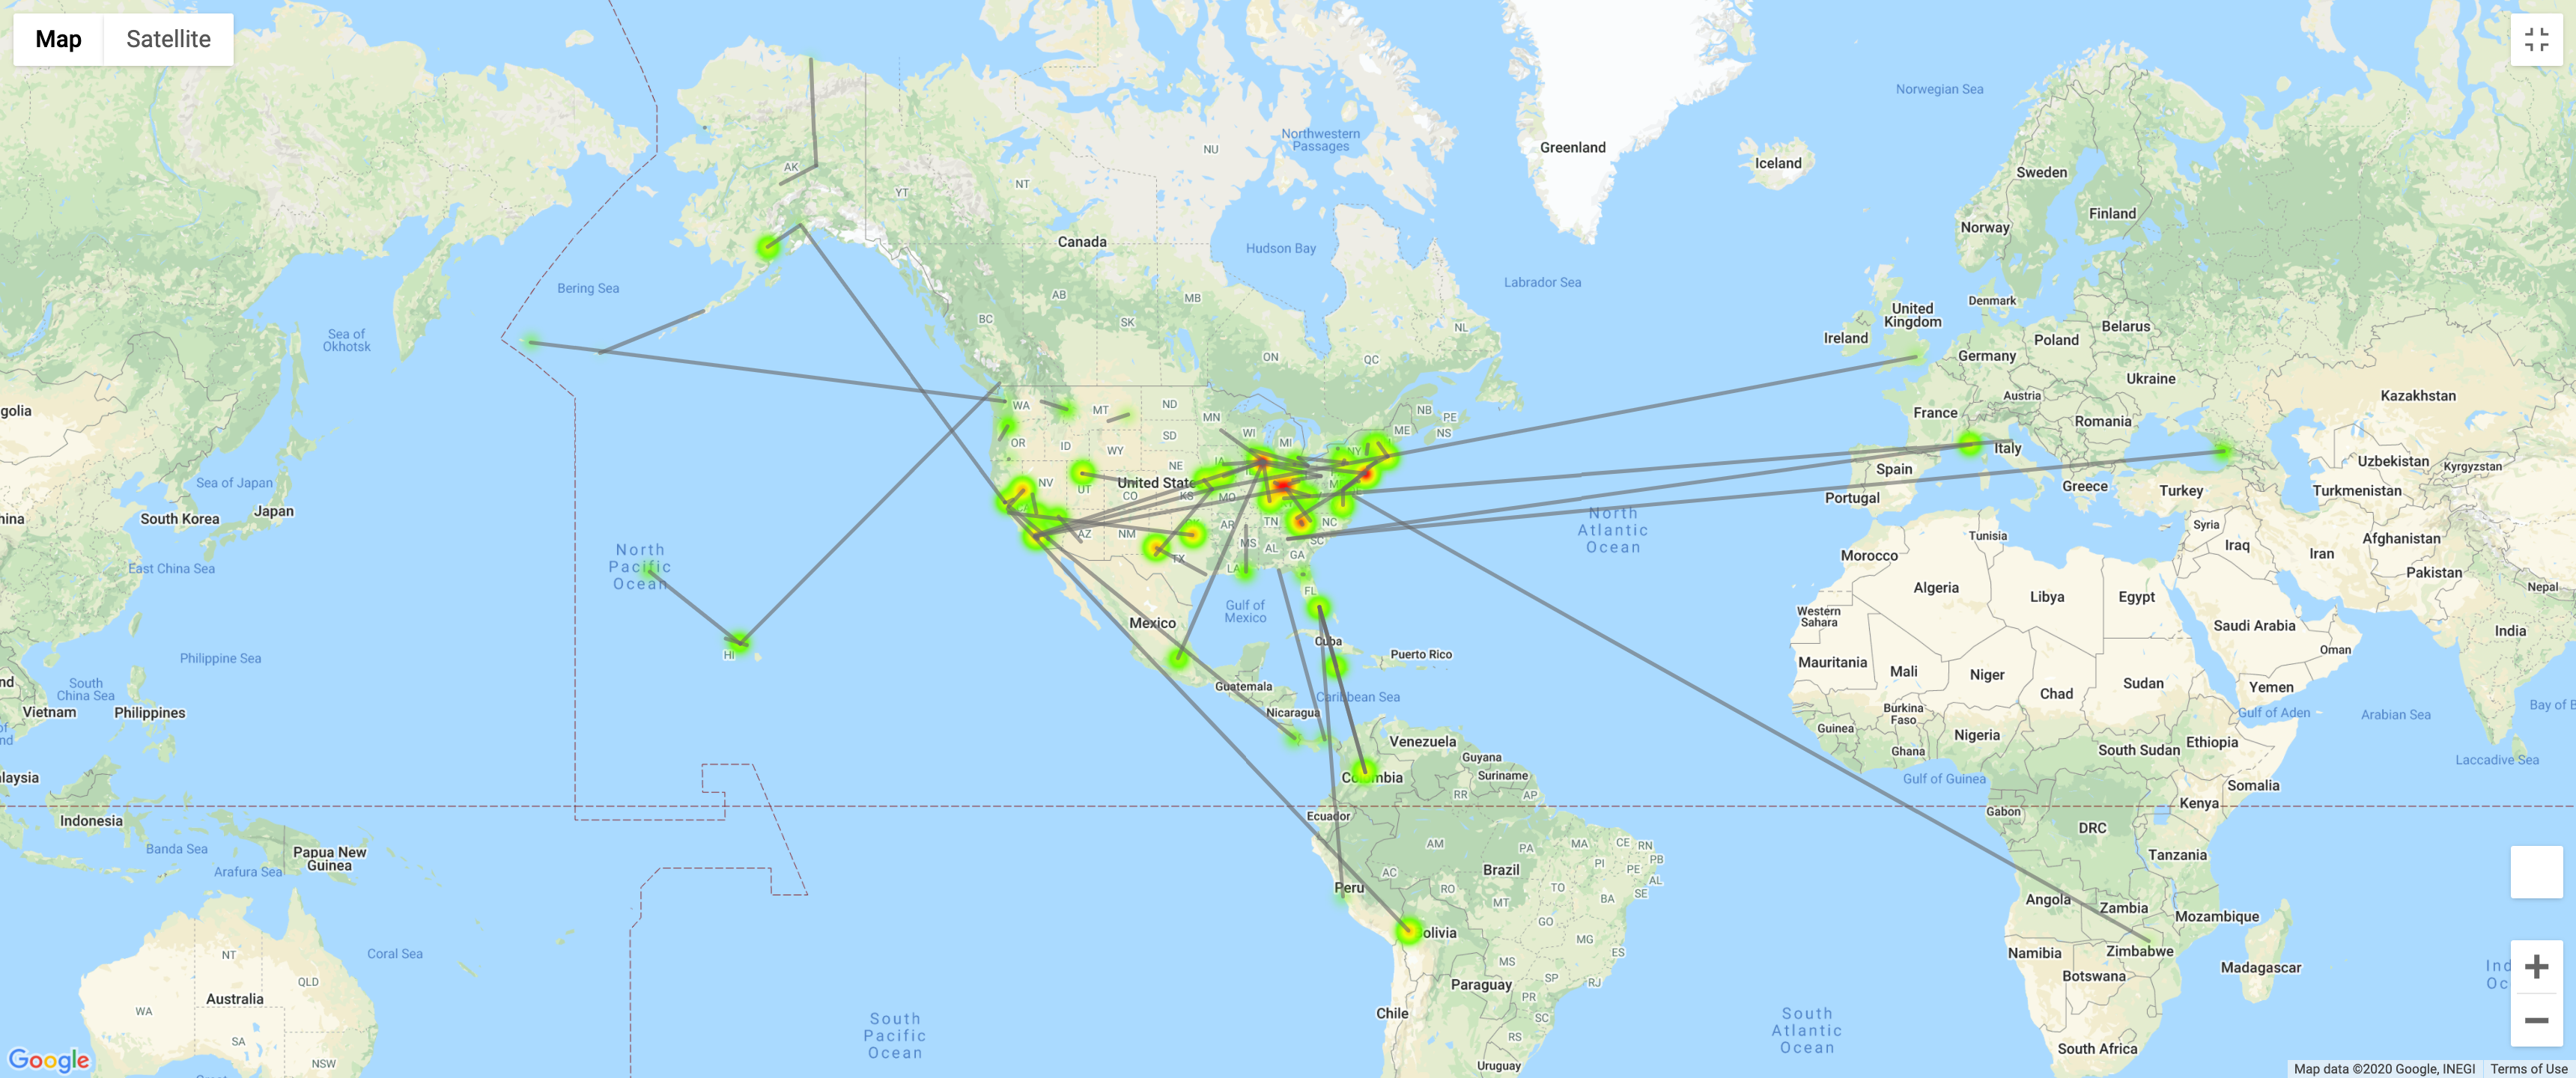 Map
Satellite
Norwegian Sea
Northwestern
Passages
Greenland
Iceland
NU
AK
YT
NT
Sweden
Finland
Norway
Canada
Hudson Bay
Labrador Sea
Bering Sea
AB
MB
SK
BC
NL
ON
QC
Sea of
Okhotsk
Denmark
United
Kingdom
Ireland
Belarus
Poland
Germany
Ukraine
Kazakhstan
France
Austria
Romania
golia
WA
MT
ND
MN
NB
PE
NS
ME
OR
ID
WY
SD
WI
MI
NY
IA
NE
NV
UT
CO
United State
KS
MO
Italy
Spain
Portugal
Greece
Turkey
Uzbekistan
Kyrgyzstan
Turkmenistan
Sea of Japan
South Korea
Japan
hina
AZ
NM
AR
TN
NC
SC
MS
AL
GA
TX
LA
FL
North
Atlantic
Ocean
North
Pacific
Ocean
East China Sea
Syria
Tunisia
Iraq
Iran
Afghanistan
Pakistan
Nepal
Morocco
Algeria
Libya
Egypt
Western
Sahara
Saudi Arabia
India
Oman
Gulf of
Mexico
Mexico
Cuba
Puerto Rico
HI
Guatemala
Caribbean Sea
Nicaragua
Philippine Sea
South
China Sea
Vietnam
Philippines
Mauritania
Mali
Niger
Chad
Sudan
Yemen
Gulf of Aden
Arabian Sea
Bay of B
Burkina
Faso
Guinea
Ghana
Nigeria
South Sudan
Ethiopia
Laccadive Sea
Somalia
Gulf of Guinea
Venezuela
Guyana
Suriname
RR
AP
Ecuador
alaysia
Indonesia
Banda Sea
Arafura Sea
Papua New
Guinea
Gabon
Kenya
DRC
Tanzania
AM
PA
MA
CE
RN
PB
PI
PE
AL
SE
AC
Brazil
TO
RO
BA
MT
Peru
GO
olivia
MG
ES
MS
SP
RJ
Paraguay
PR
SC
RS
Chile
Uruguay
Angola
Zambia
Mozambique
Zimbabwe
Namibia
Botswana
Madagascar
South Africa
Coral Sea
NT
QLD
Australia
WA
SA
NSW
South
Pacific
Ocean
South
Atlantic
Ocean
Google
Map data ©2020 Google, INEGI
Terms of Use